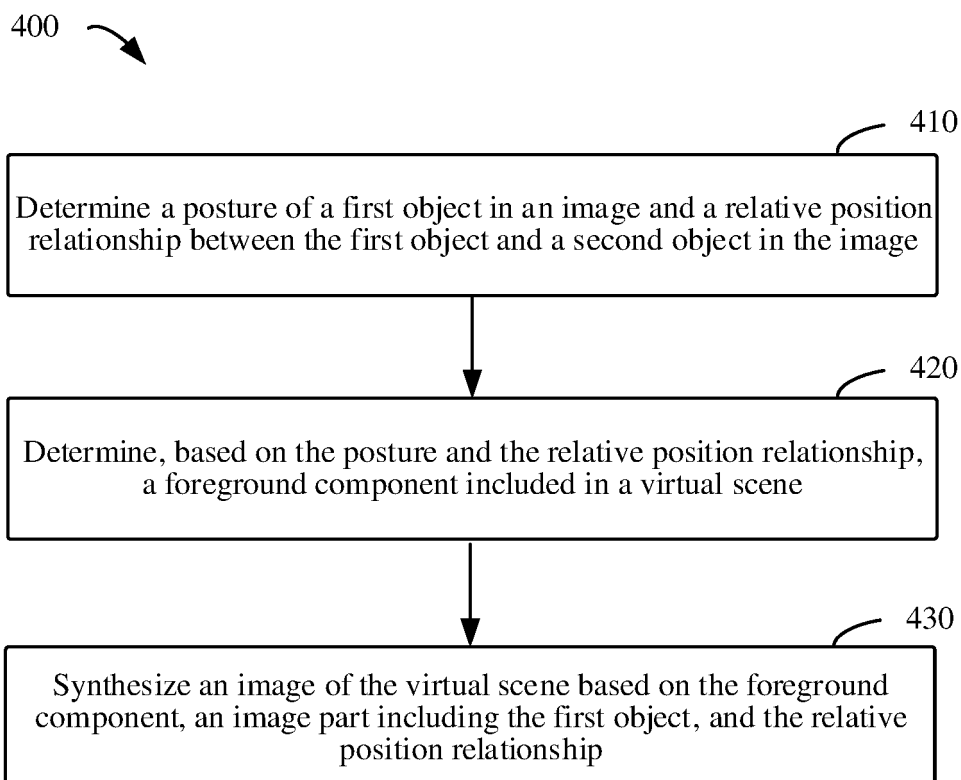 400
410
Determine a posture of a first object in an image and a relative position
relationship between the first object and a second object in the image
420
Determine, based on the posture and the relative position relationship,
a foreground component included in a virtual scene
430
Synthesize an image of the virtual scene based on the foreground
component, an image part including the first object, and the relative
position relationship